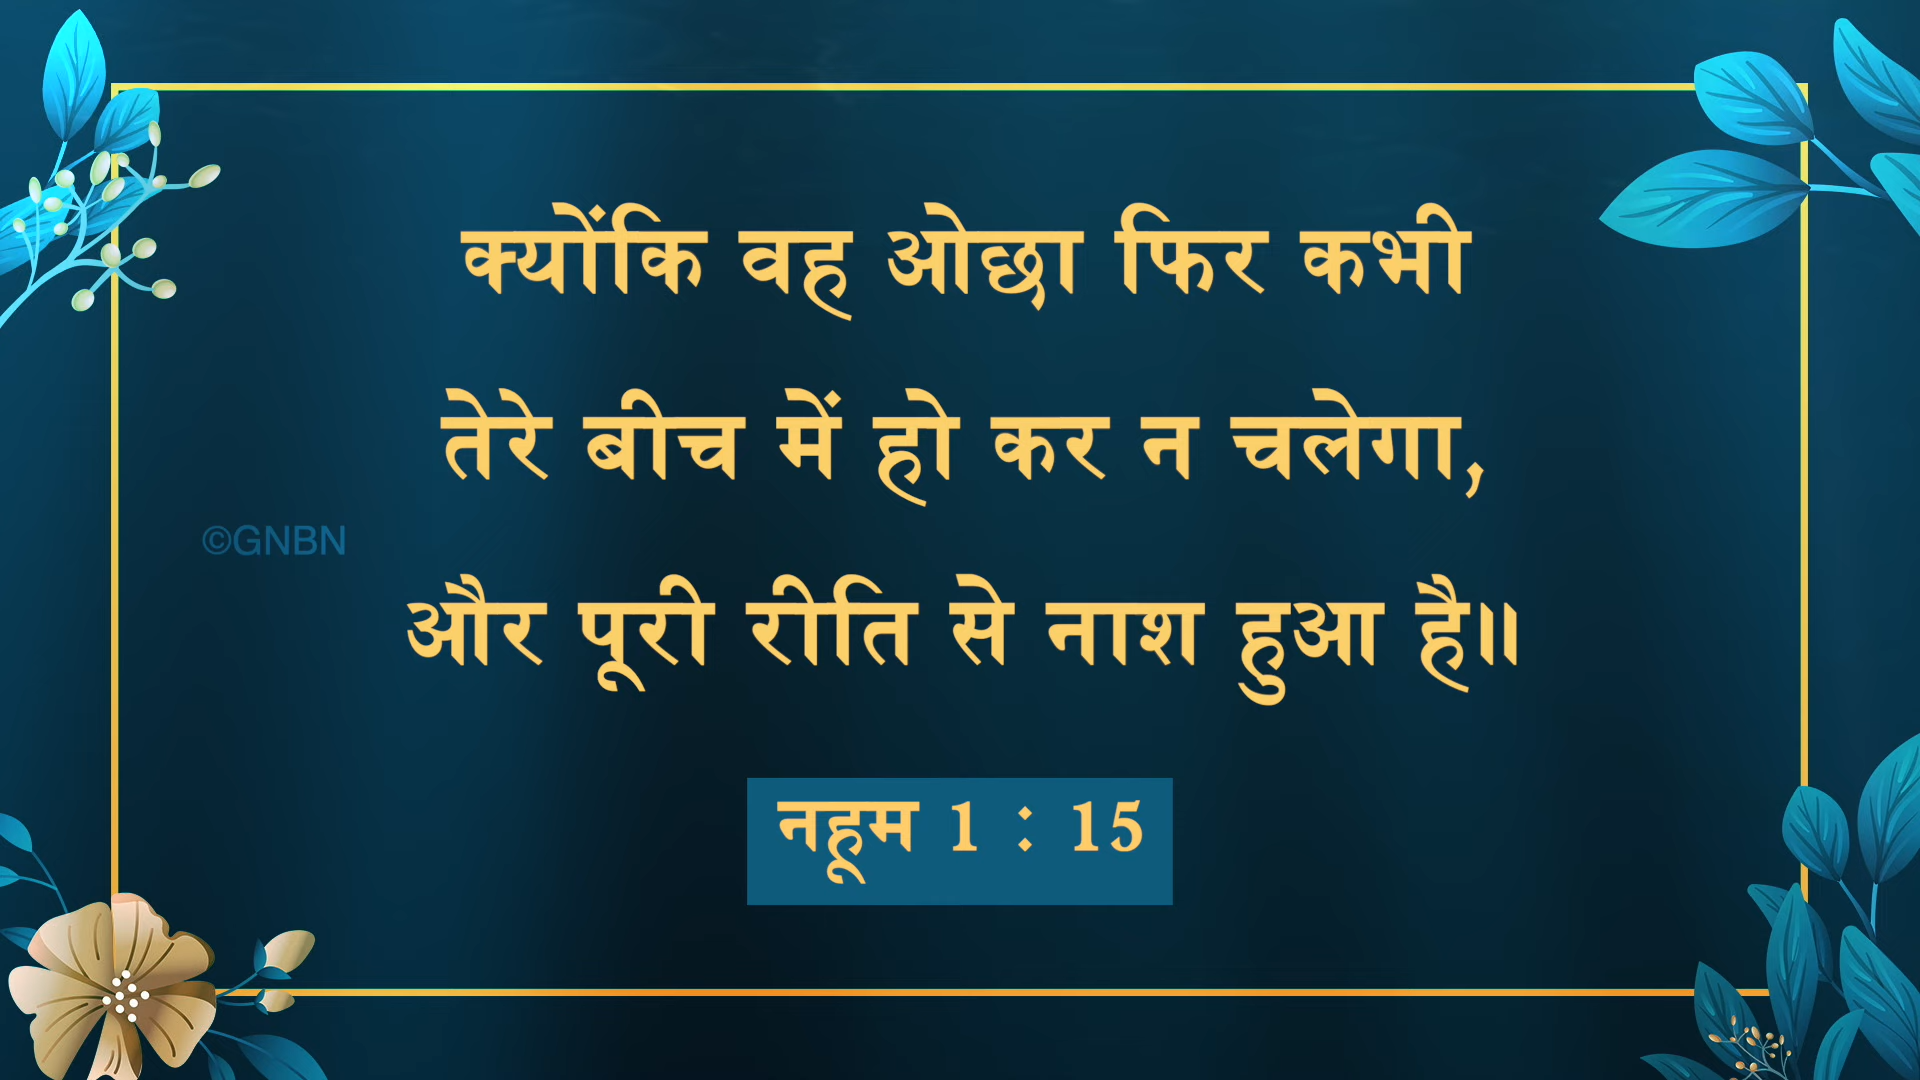 क्योंकि वह ओछा फिर कभी
तेरे बीच में हो कर न चलेगा,
©GNBN
और पूरी रीति से नाश हुआ है॥
नहूम 1 : 15